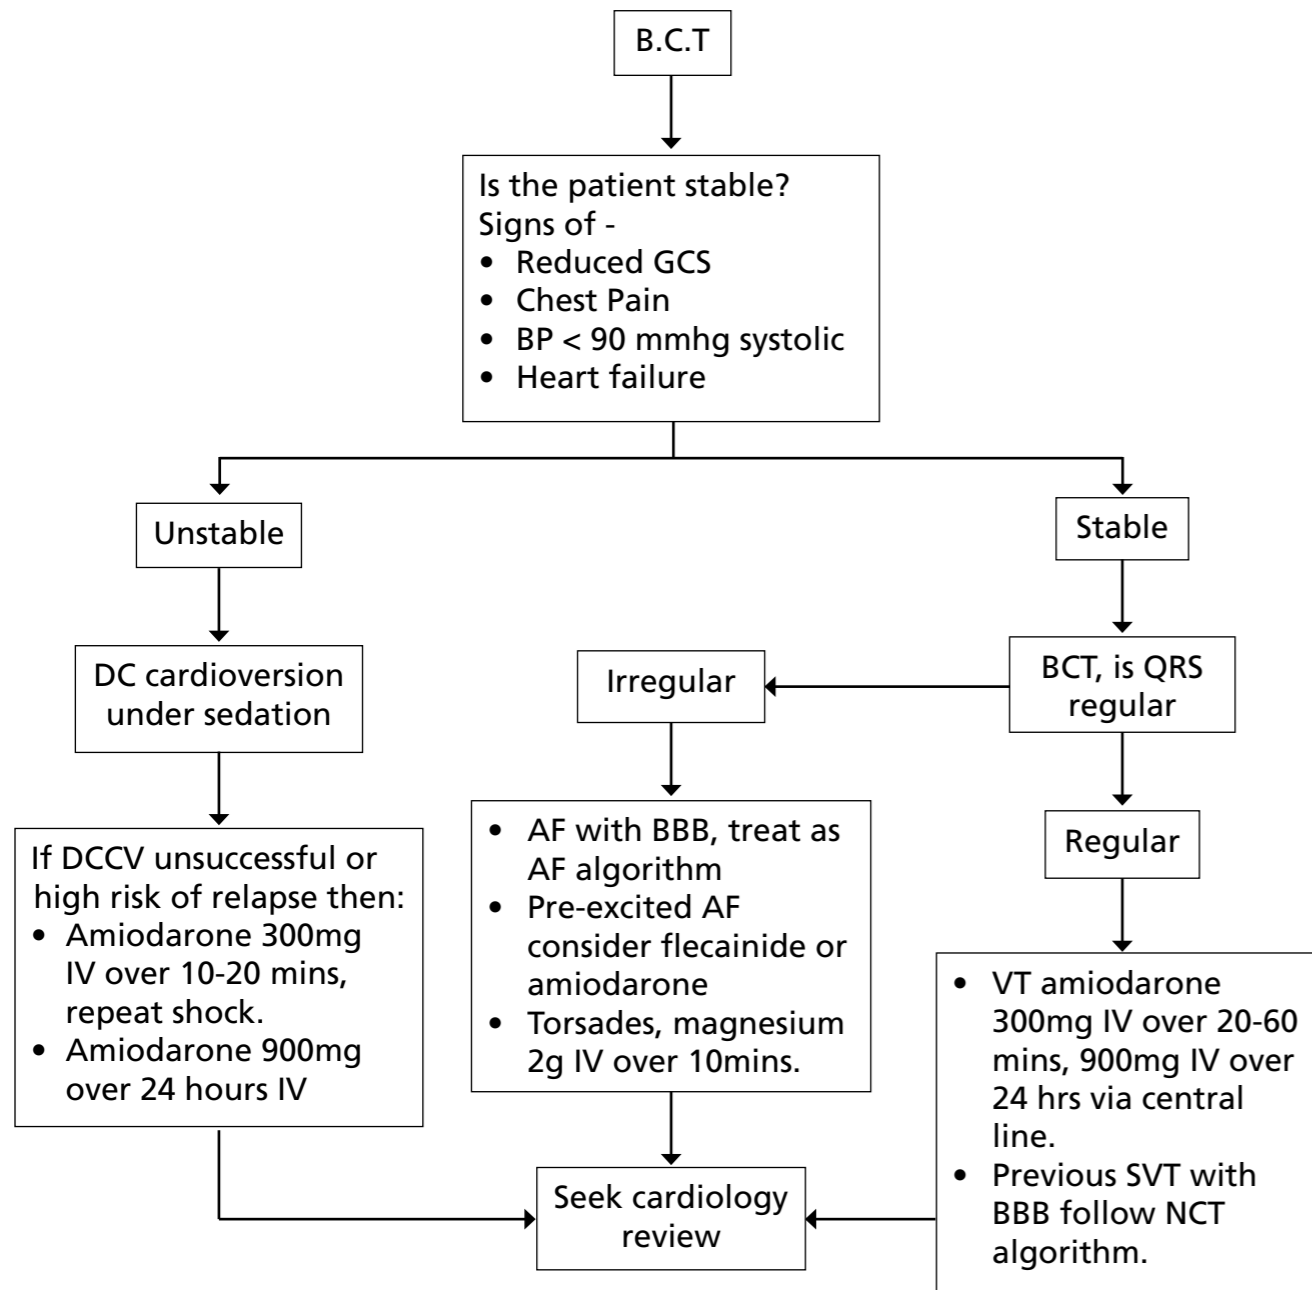 B.C.T
Is the patient stable?
Signs of -
• Reduced GCS
• Chest Pain
• BP < 90 mmhg systolic
• Heart failure
Unstable
Stable
DC cardioversion
under sedation
Irregular
BCT, is QRS
regular
If DCCV unsuccessful or
high risk of relapse then:
• Amiodarone 300mg
IV over 10-20 mins,
repeat shock.
• Amiodarone 900mg
over 24 hours IV
• AF with BBB, treat as
AF algorithm
• Pre-excited AF
consider flecainide or
amiodarone
• Torsades, magnesium
2g IV over 10mins.
Regular
• VT amiodarone
300mg IV over 20-60
mins, 900mg IV over
24 hrs via central
line.
• Previous SVT with
BBB follow NCT
algorithm.
Seek cardiology
review